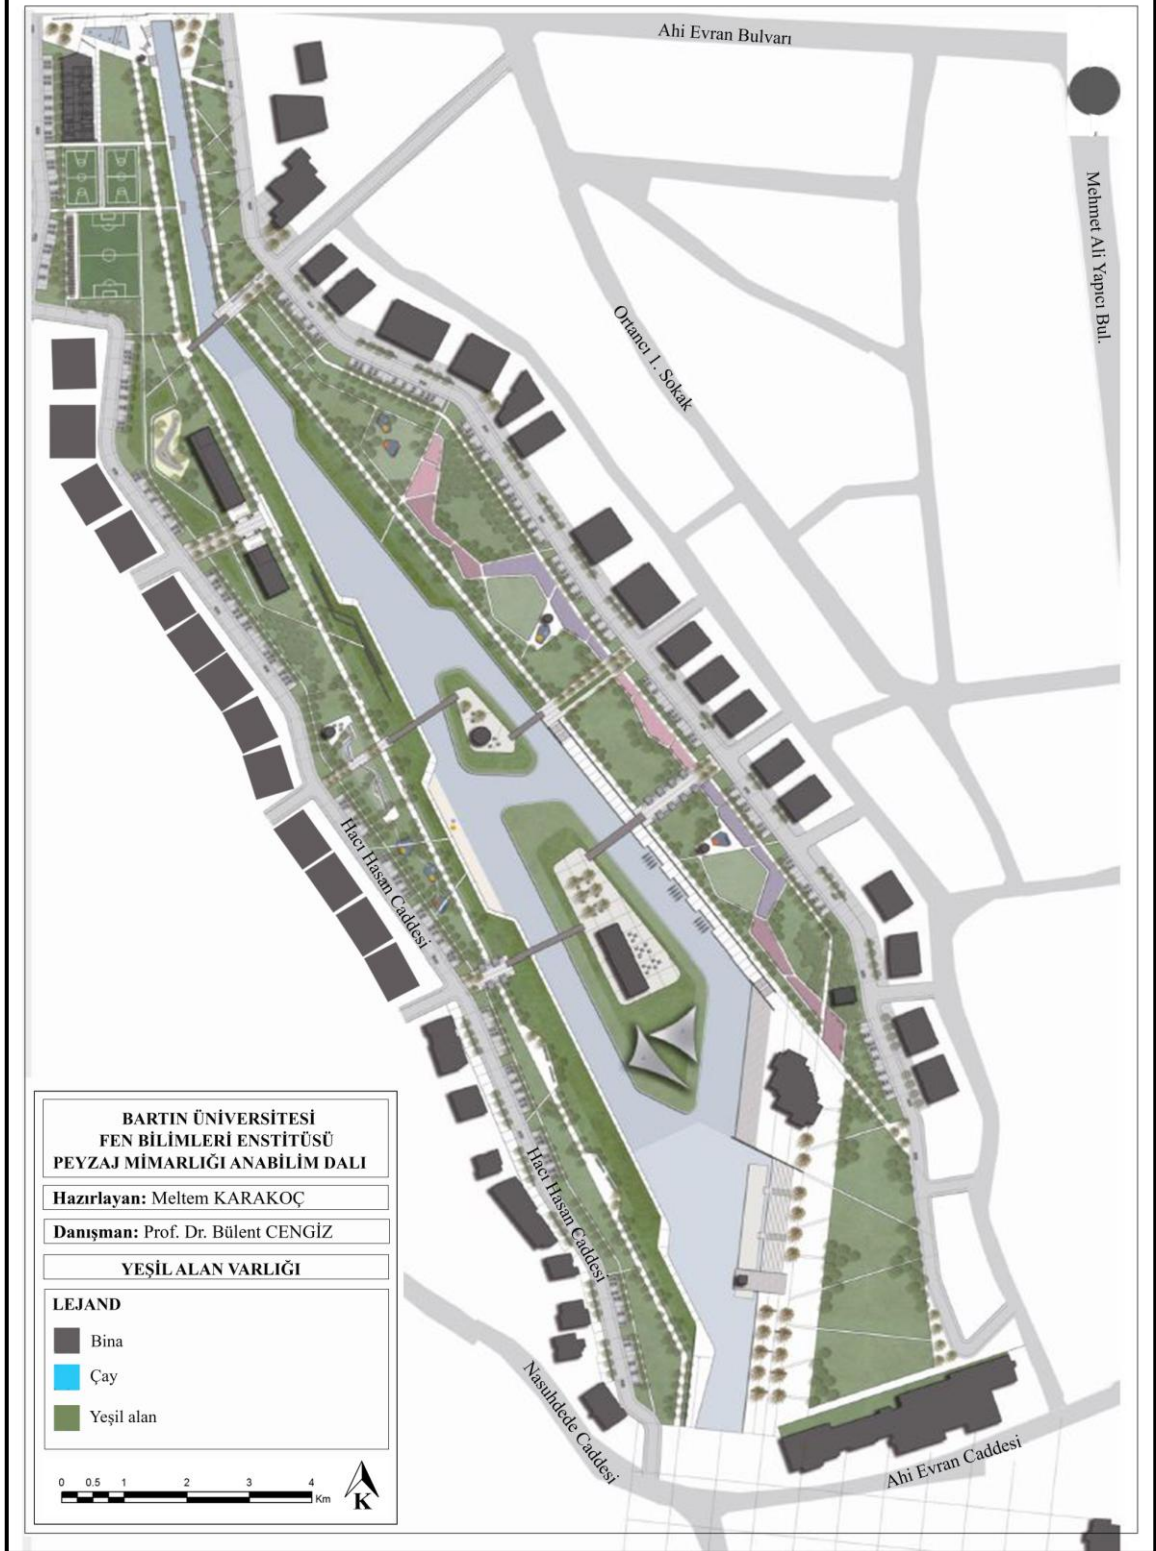 Ahi Evran Bulvarı
Mehmet Ali Yapıcı Bul.
Ortancı 1. Sokak
Hacı Hasan Caddesi
Hacı Hasan Caddesi
Nasuhdede Caddesi
Ahi Evran Caddesi
BARTIN ÜNİVERSİTESİ
FEN BİLİMLERİ ENSTİTÜSÜ
PEYZAJ MİMARLIĞI ANABİLİM DALI
Hazırlayan: Meltem KARAKOÇ
Danışman: Prof. Dr. Bülent CENGİZ
YEŞİL ALAN VARLIĞI
LEJAND
Bina
Çay
Yeşil alan
0 0.5 1 2 3 4
Km
K